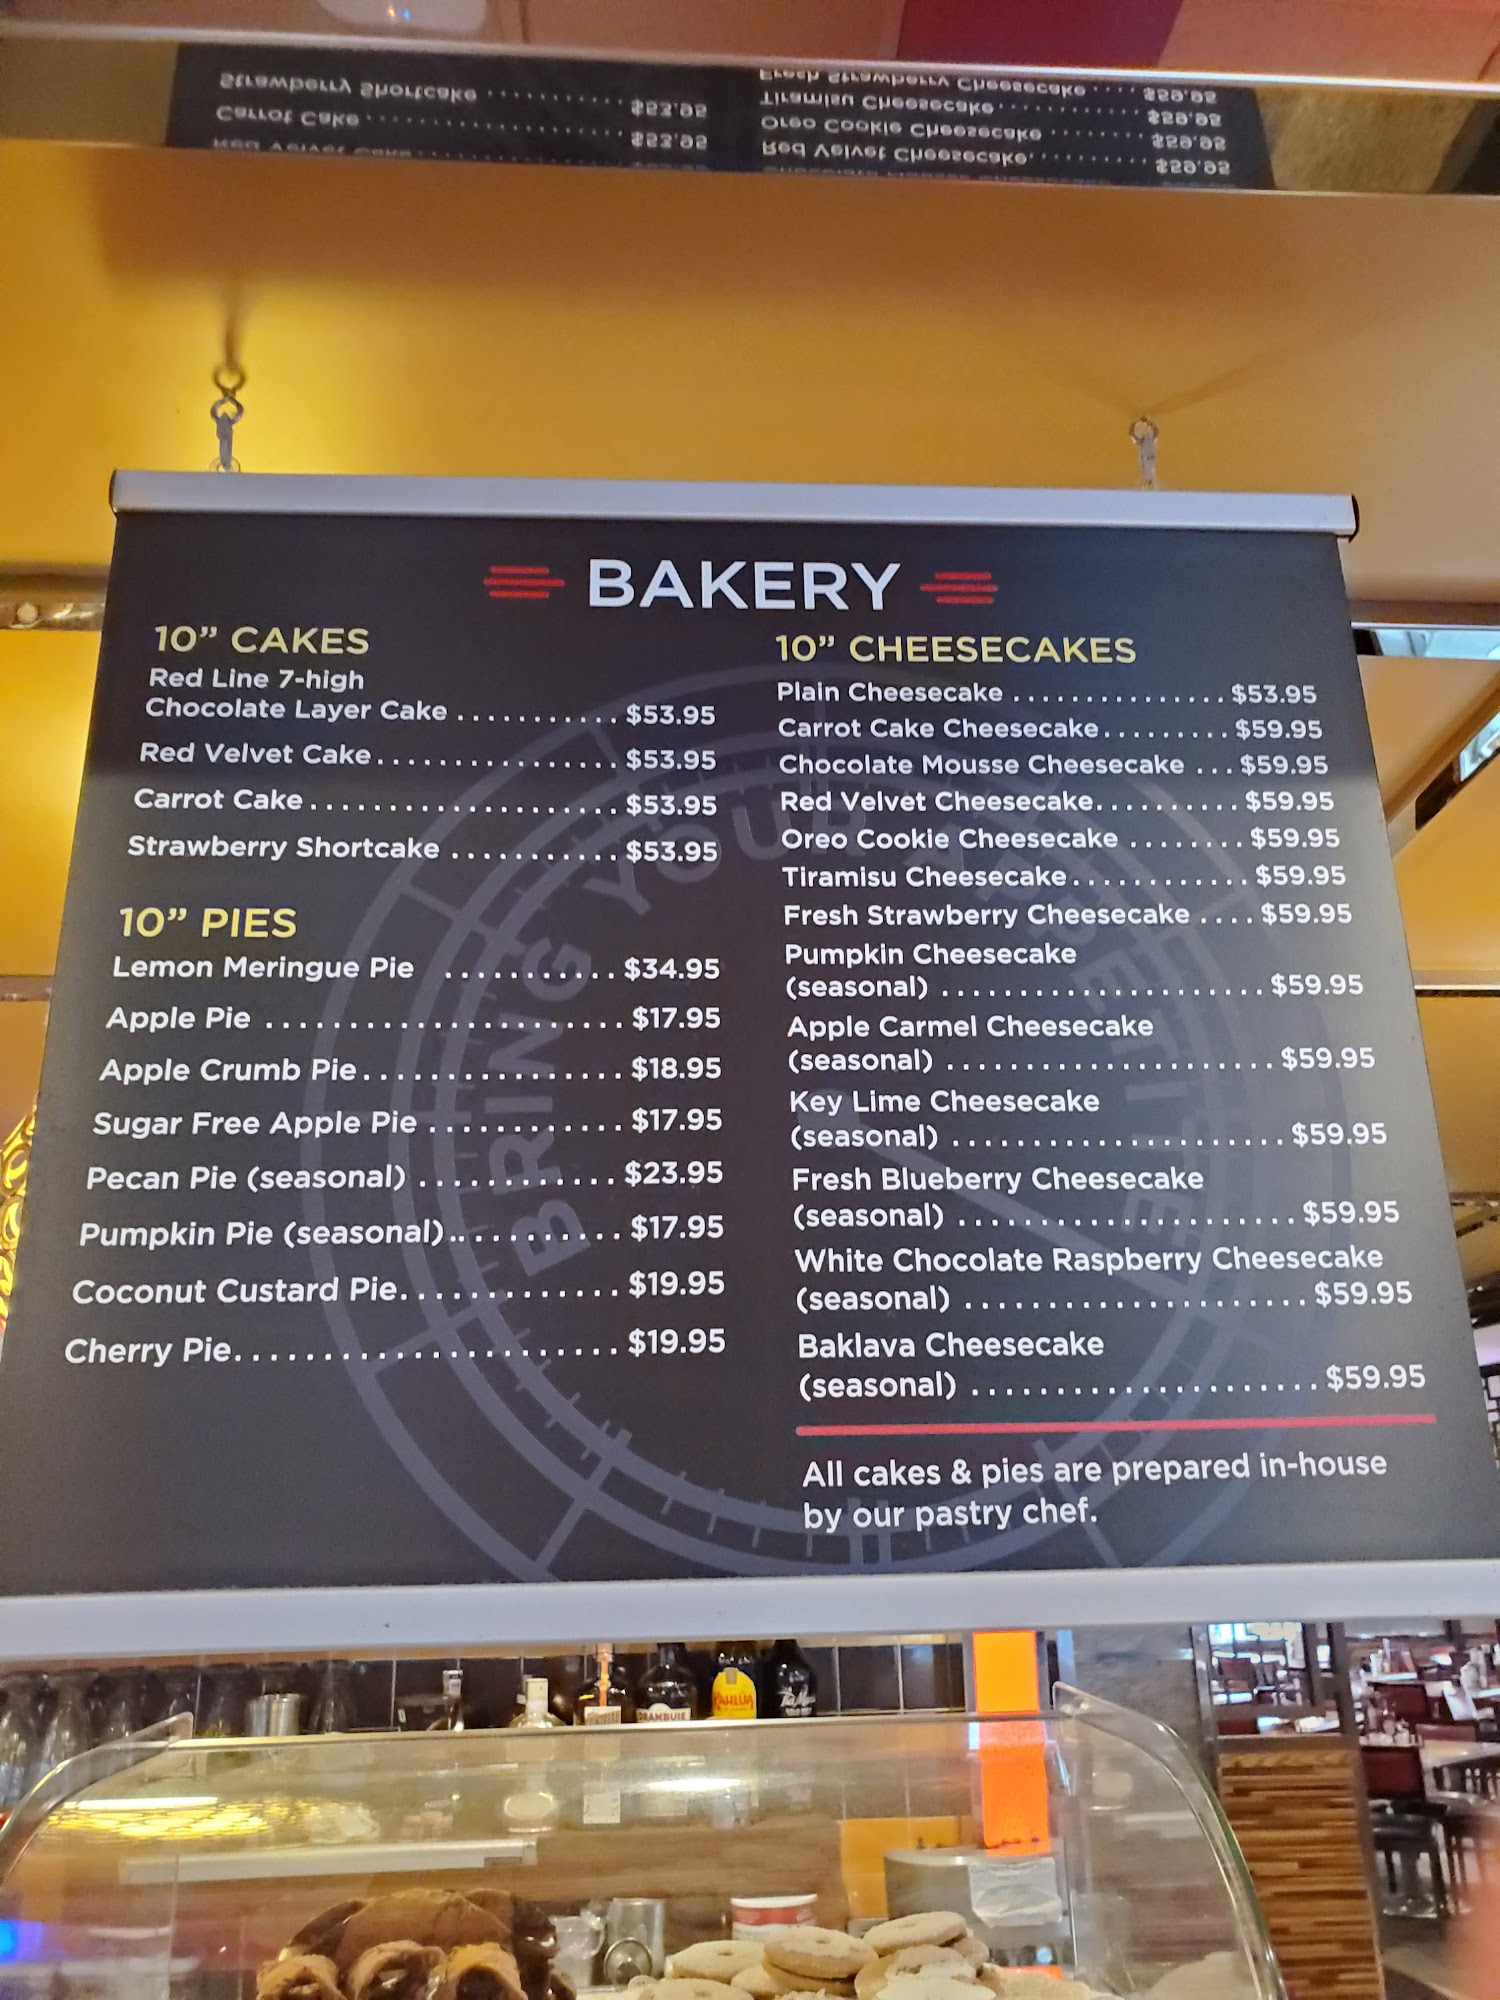 BAKERY
10” CAKES
Red Line 7-high
Chocolate Layer Cake ........... $53.95
Red Velvet Cake................ $53.95
Carrot Cake.................... $53.95
Strawberry Shortcake ........... $53.95
10” PIES
Lemon Meringue Pie ........... $34.95
Apple Pie ...................... $17.95
Apple Crumb Pie................ $18.95
Sugar Free Apple Pie ............ $17.95
Pecan Pie (seasonal) ............ $23.95
Pumpkin Pie (seasonal)........... $17.95
Coconut Custard Pie............. $19.95
Cherry Pie...................... $19.95
10” CHEESECAKES
Plain Cheesecake .............. $53.95
Carrot Cake Cheesecake......... $59.95
Chocolate Mousse Cheesecake ... $59.95
Red Velvet Cheesecake.......... $59.95
Oreo Cookie Cheesecake ........ $59.95
Tiramisu Cheesecake............ $59.95
Fresh Strawberry Cheesecake .... $59.95
Pumpkin Cheesecake
(seasonal) ..................... $59.95
Apple Carmel Cheesecake
(seasonal) ..................... $59.95
Key Lime Cheesecake
(seasonal) ..................... $59.95
Fresh Blueberry Cheesecake
(seasonal) ..................... $59.95
White Chocolate Raspberry Cheesecake
(seasonal) ..................... $59.95
Baklava Cheesecake
(seasonal) ..................... $59.95
All cakes & pies are prepared in-house
by our pastry chef.
BRING YOUR APPETITE
DRAMBUIE
KAHLÚA
Tia Maria